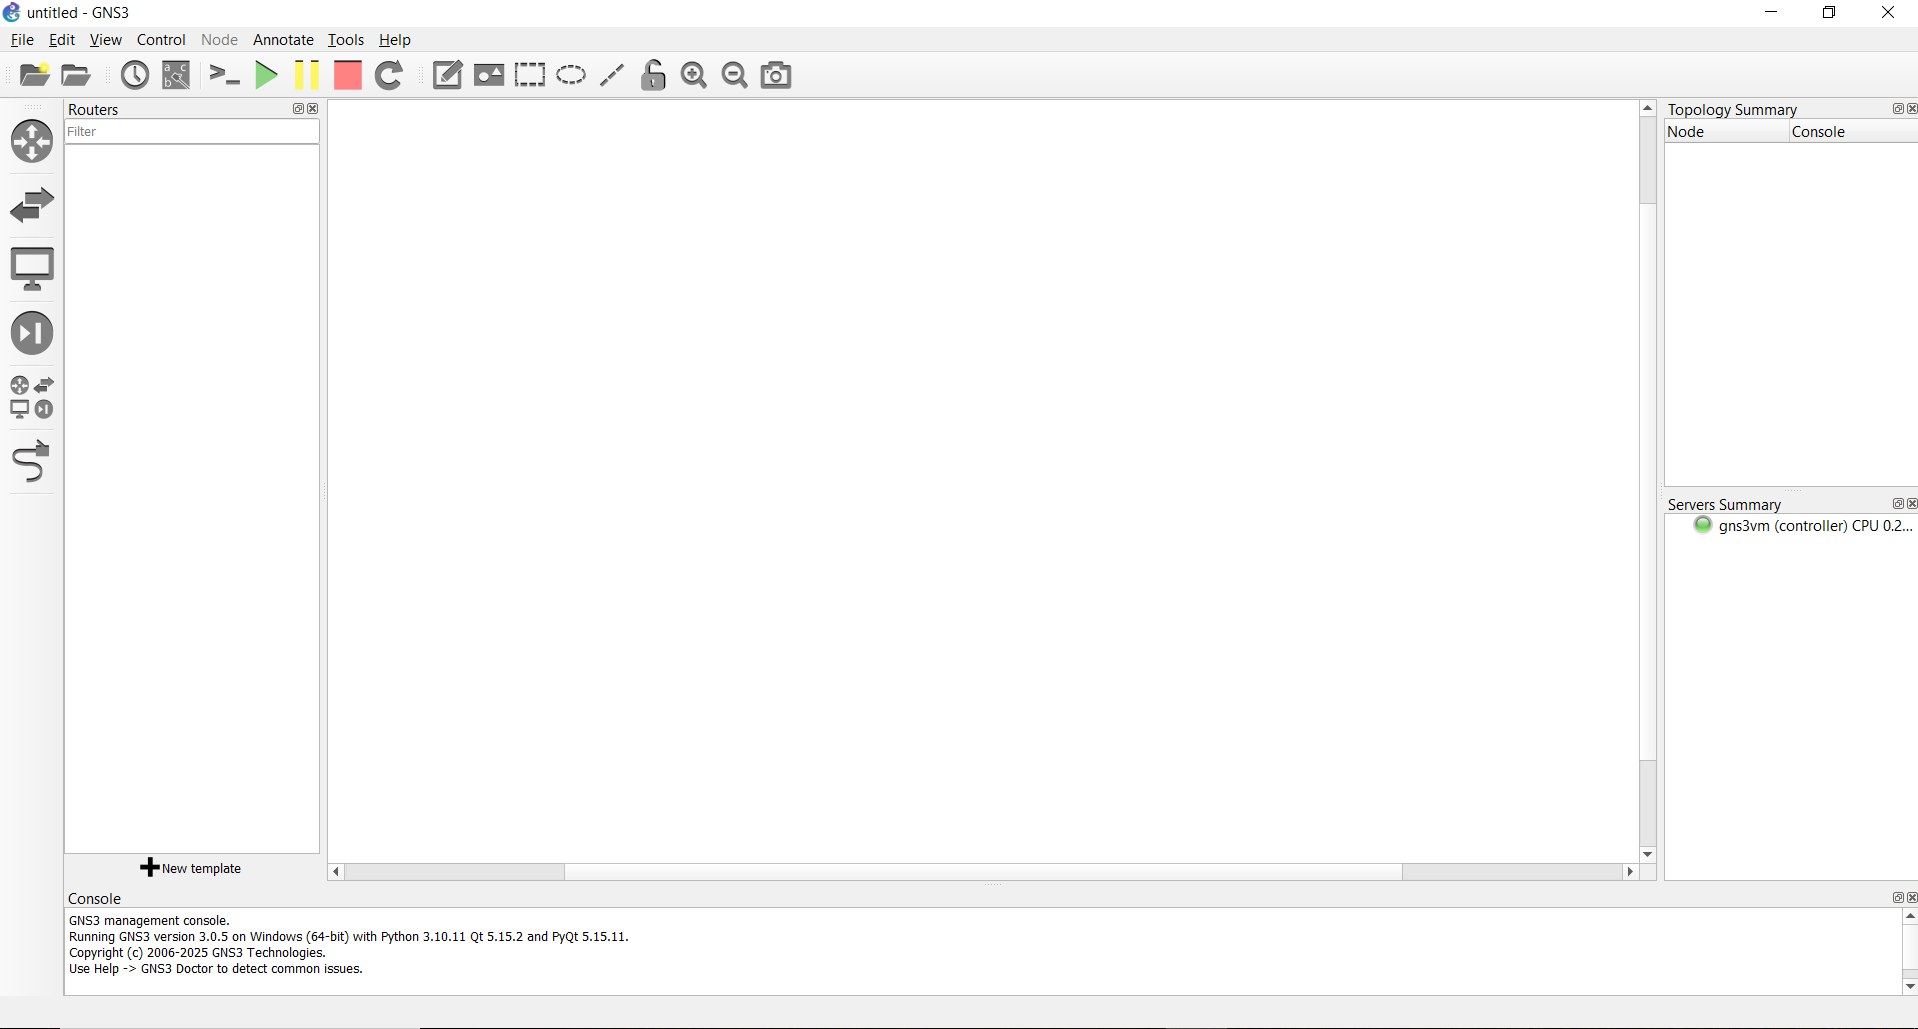 untitled - GNS3
File Edit View Control Node Annotate Tools Help
Routers
Filter
New template
Topology Summary
Node Console
Servers Summary
gns3vm (controller) CPU 0.2...
Console
GNS3 management console.
Running GNS3 version 3.0.5 on Windows (64-bit) with Python 3.10.11 Qt 5.15.2 and PyQt 5.15.11.
Copyright (c) 2006-2025 GNS3 Technologies.
Use Help -> GNS3 Doctor to detect common issues.